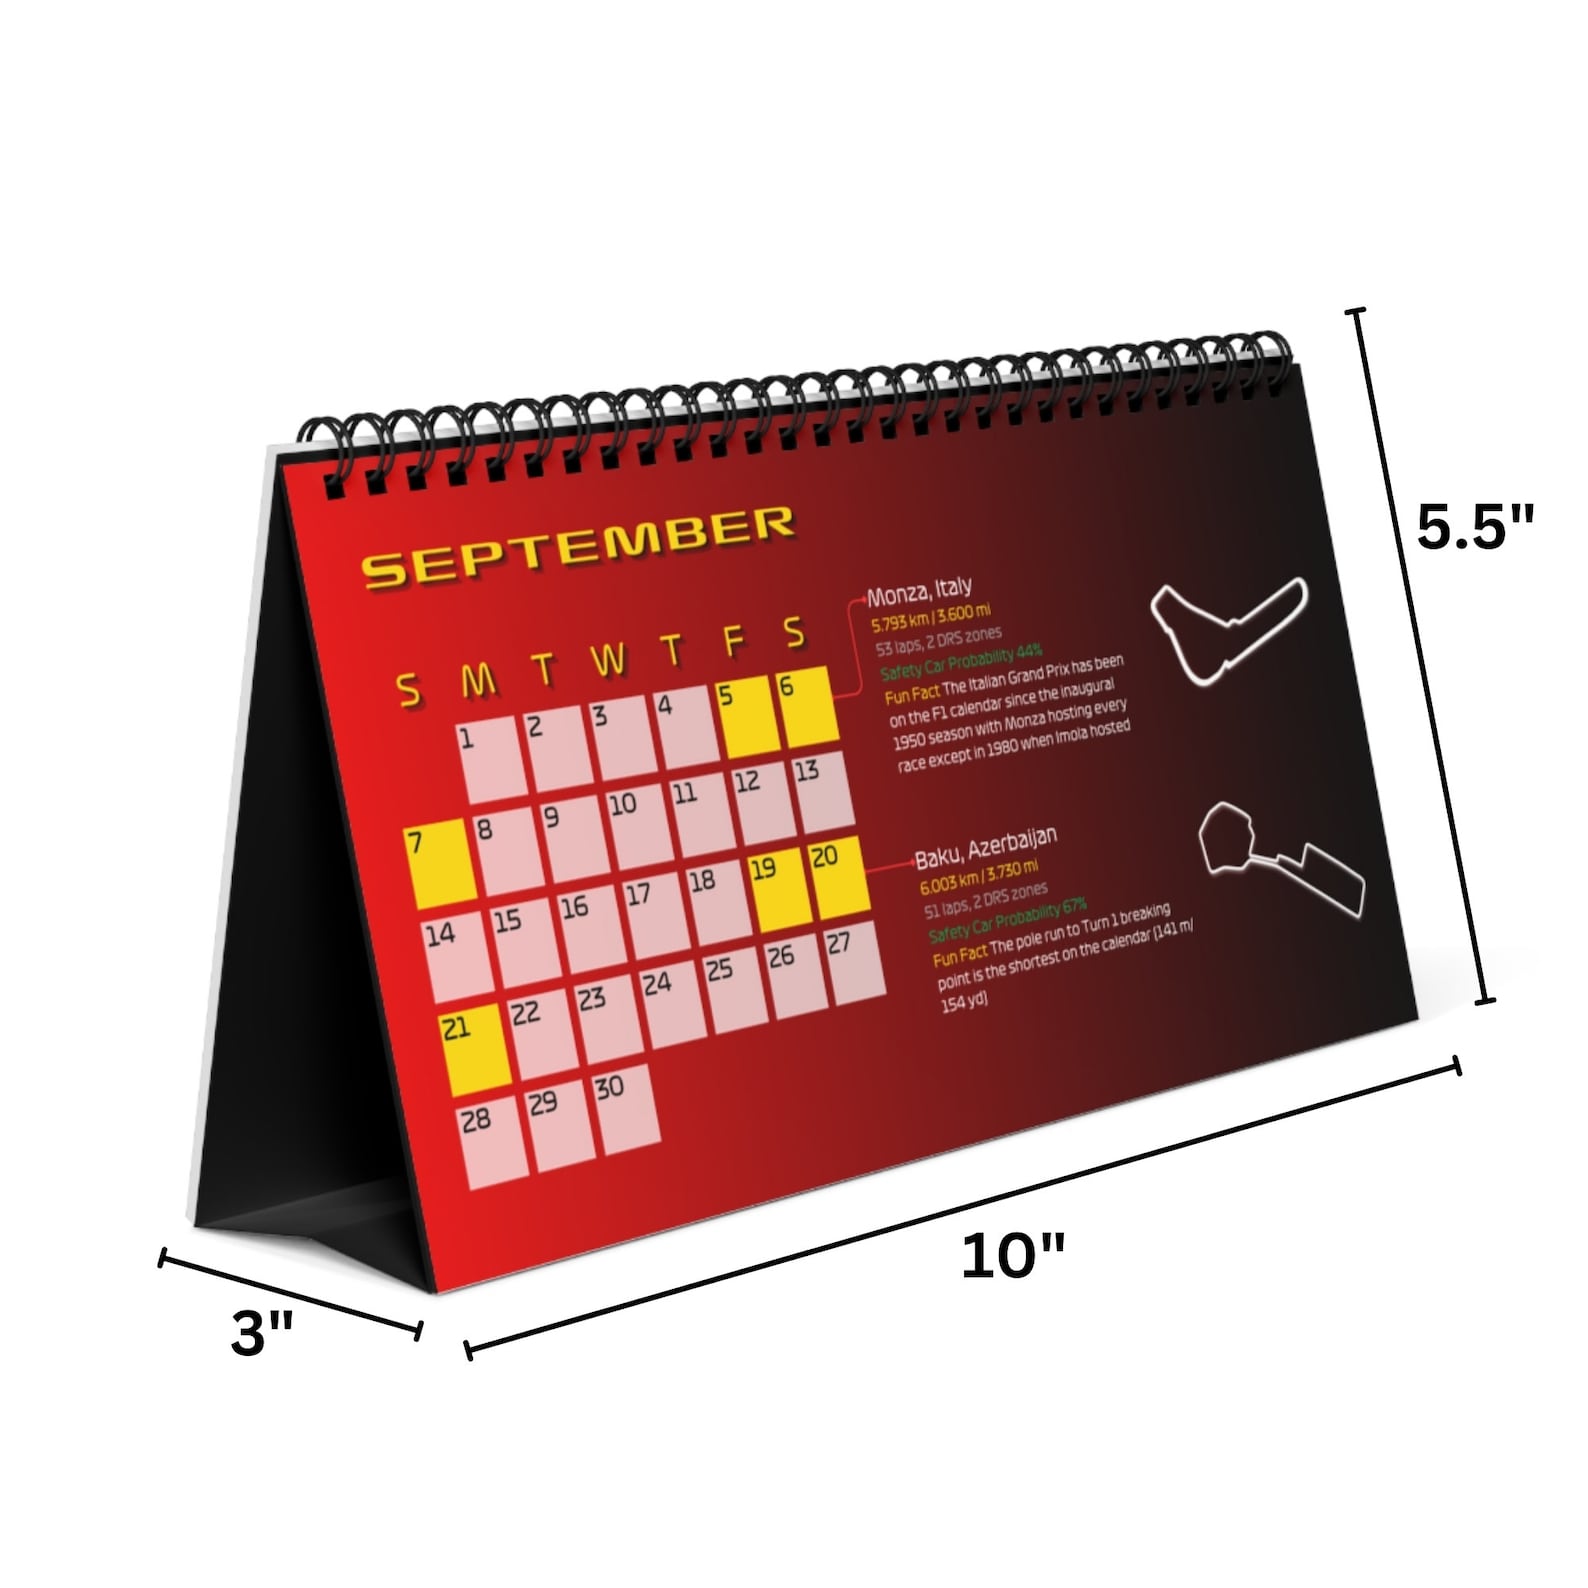 SEPTEMBER
S M T W T F S
1 2 3 4 5 6
7 8 9 10 11 12 13
14 15 16 17 18 19 20
21 22 23 24 25 26 27
28 29 30
Monza, Italy
5.793 km / 3.600 mi
53 laps, 2 DRS zones
Safety Car Probability 44%
Fun Fact The Italian Grand Prix has been
on the F1 calendar since the inaugural
1950 season with Monza hosting every
race except in 1980 when Imola hosted
Baku, Azerbaijan
6.003 km / 3.730 mi
51 laps, 2 DRS zones
Safety Car Probability 67%
Fun Fact The pole run to Turn 1 breaking
point is the shortest on the calendar (141 m/
154 yd)
5.5"
10"
3"